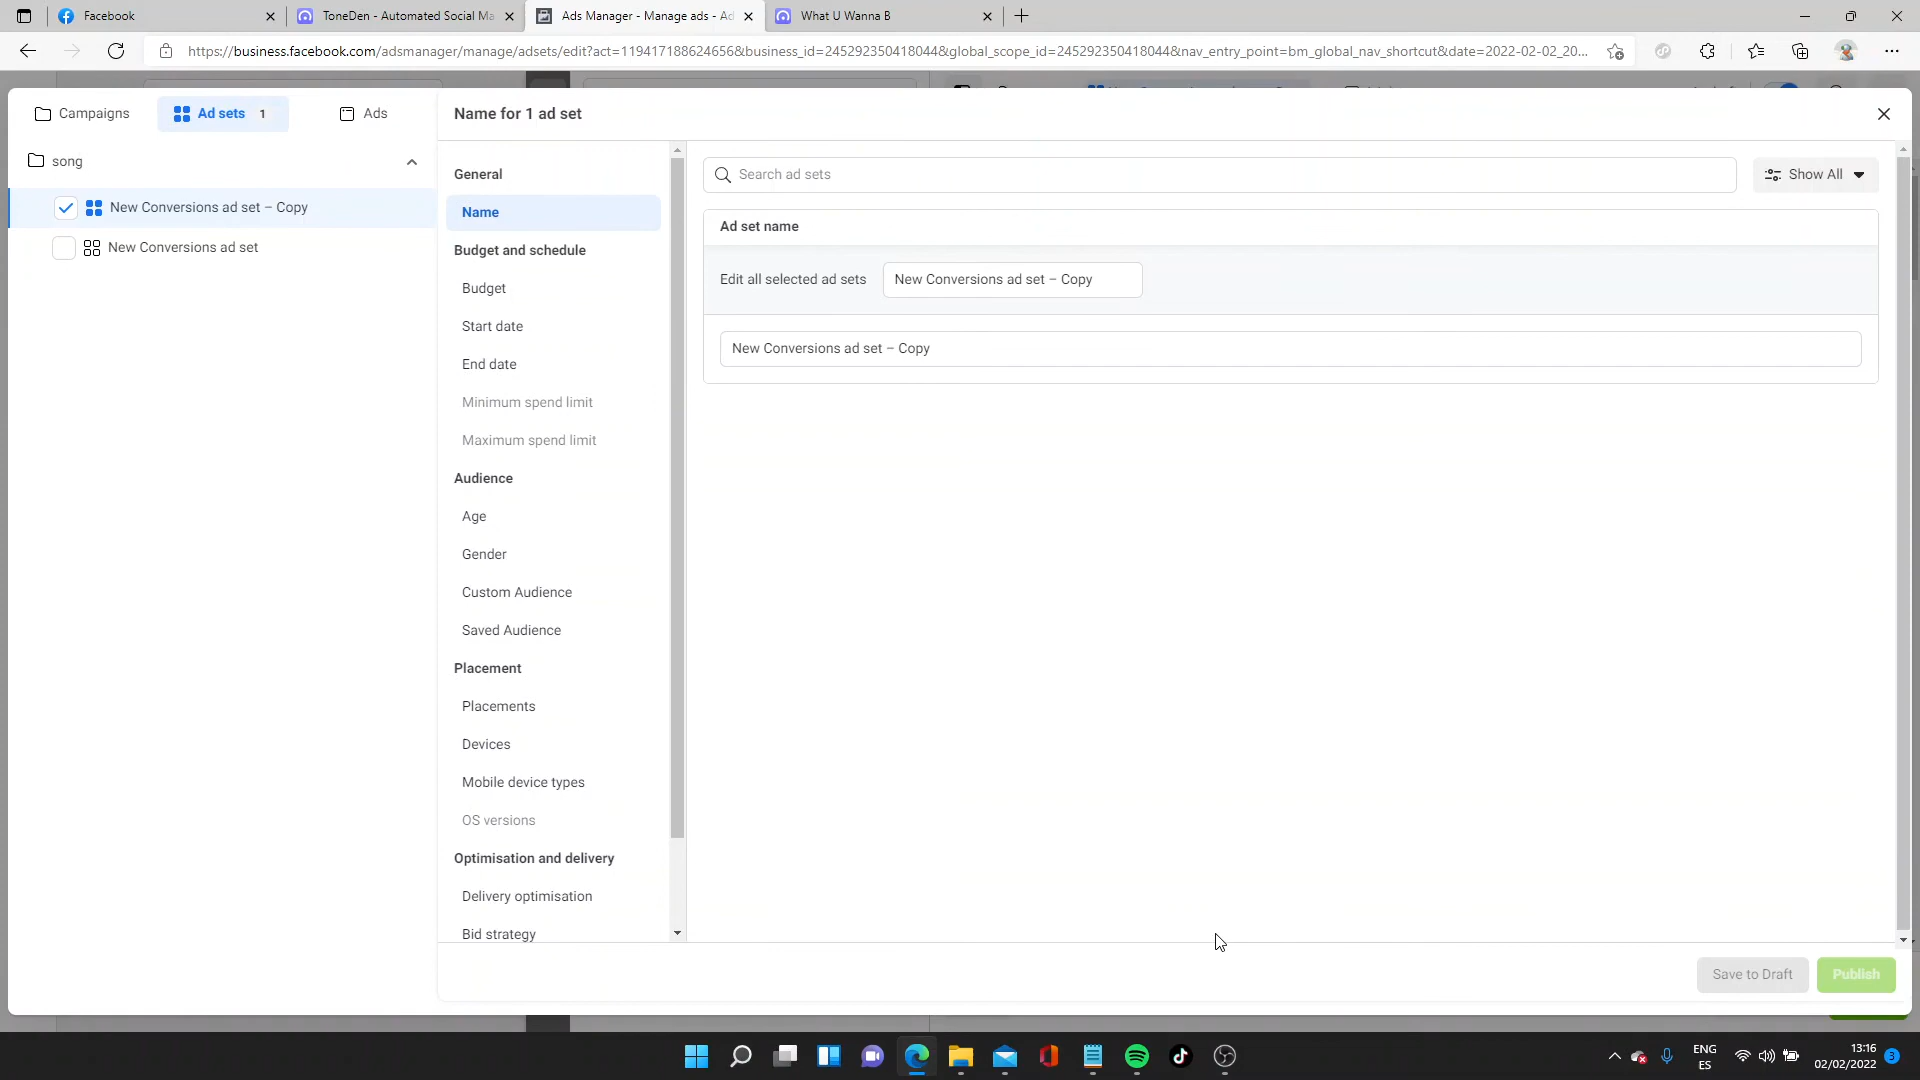 Facebook
ToneDen - Automated Social Ma
Ads Manager - Manage ads - Ad
What U Wanna B
https://business.facebook.com/adsmanager/manage/adsets/edit?act=119417188624656&business_id=245292350418044&global_scope_id=245292350418044&nav_entry_point=bm_global_nav_shortcut&date=2022-02-02_20...
Campaigns
Ad sets 1
Ads
Name for 1 ad set
song
New Conversions ad set – Copy
New Conversions ad set
General
Name
Budget and schedule
Budget
Start date
End date
Minimum spend limit
Maximum spend limit
Audience
Age
Gender
Custom Audience
Saved Audience
Placement
Placements
Devices
Mobile device types
OS versions
Optimisation and delivery
Delivery optimisation
Bid strategy
Search ad sets
Show All
Ad set name
Edit all selected ad sets
New Conversions ad set – Copy
New Conversions ad set – Copy
Save to Draft
Publish
ENG
ES
13:16
02/02/2022
3